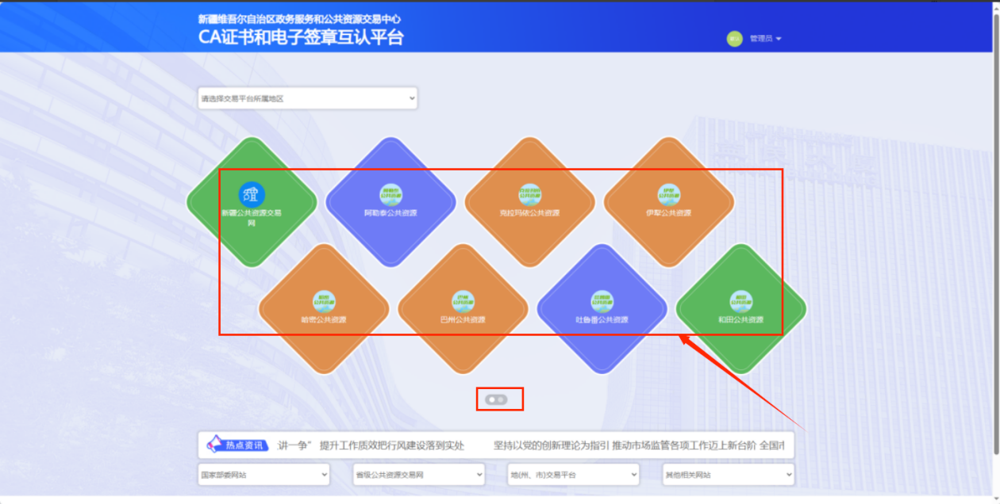 新疆维吾尔自治区政务服务和公共资源交易中心
CA证书和电子签章互认平台
管理员
请选择交易平台所属地区
新疆公共资源交易
网
阿勒泰公共资源
克拉玛依公共资源
伊犁公共资源
哈密公共资源
巴州公共资源
吐鲁番公共资源
和田公共资源
热点资讯 讲一争" 提升工作质效把行风建设落到实处 坚持以党的创新理论为指引 推动市场监管各项工作迈上新台阶 全国市
国家部委网站 省级公共资源交易网 地(州、市)交易平台 其他相关网站